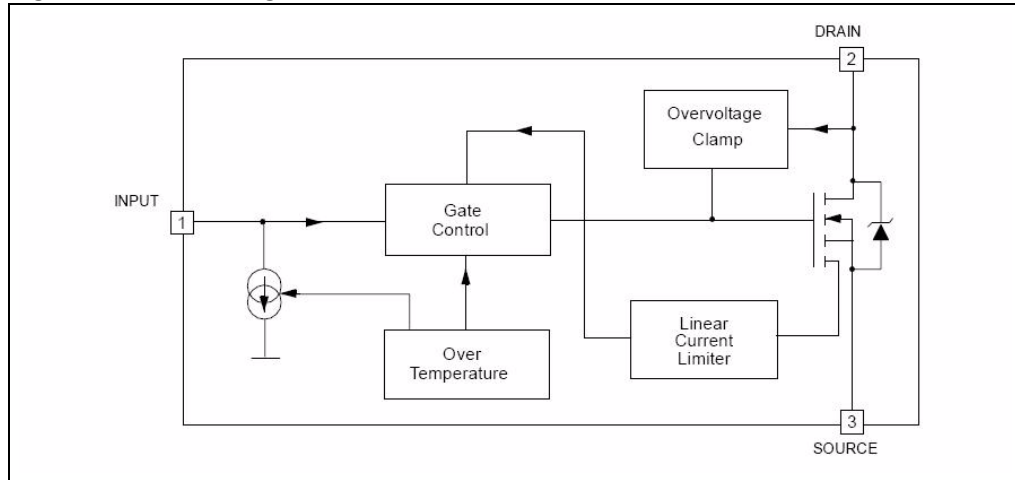 DRAIN
2
Overvoltage
Clamp
INPUT
1
Gate
Control
Linear
Current
Limiter
Over
Temperature
3
SOURCE